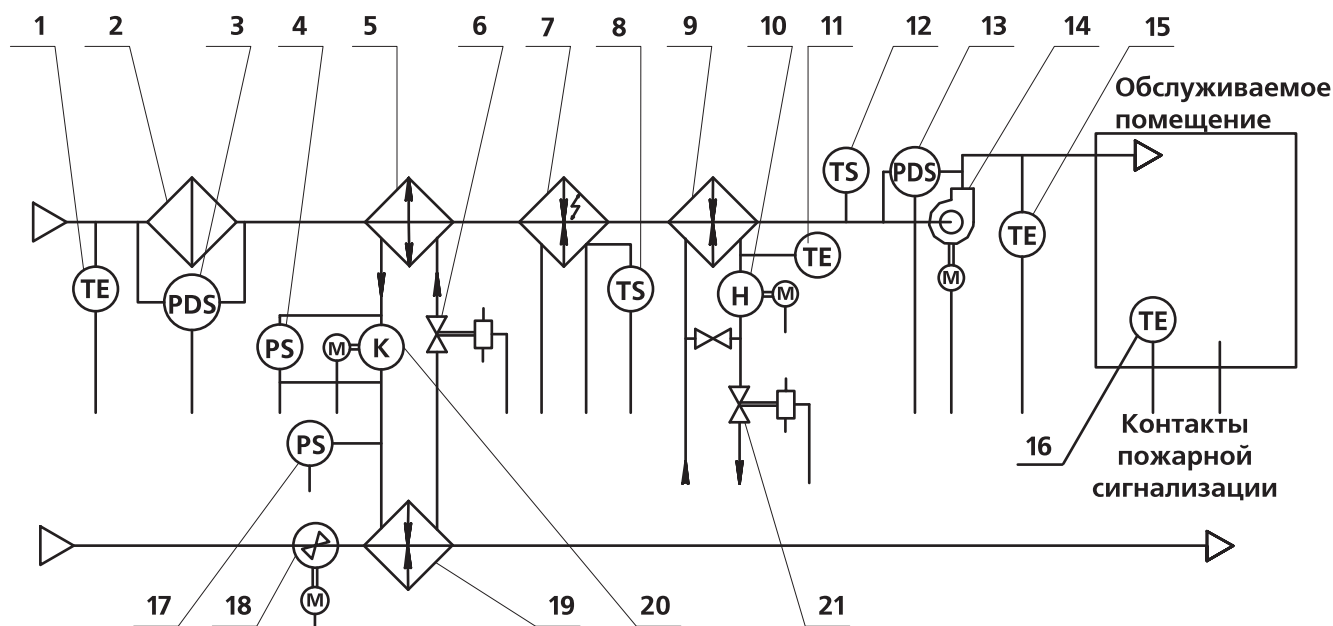 1 2 3 4 5 6 7 8 9 10 11 12 13 14 15
Обслуживаемое
помещение
TS PDS
TE PDS TS TE TE
H M M
PS M K TE
PS
Контакты
пожарной
сигнализации
16
M
17 18 19 20 21